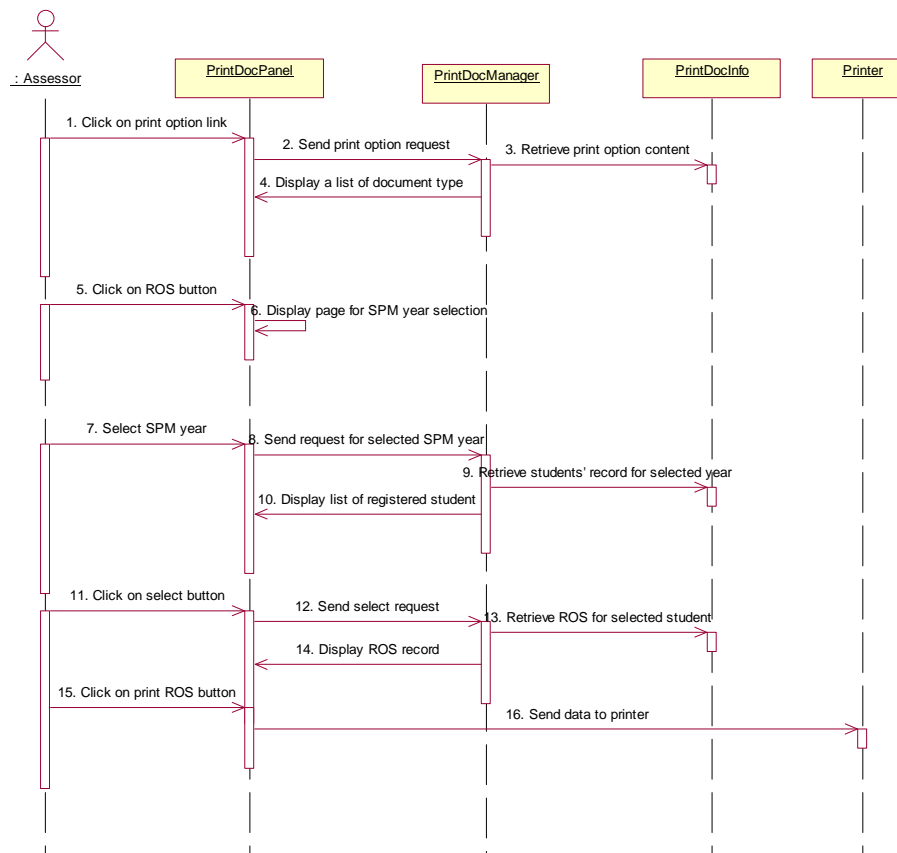 : Assessor
PrintDocPanel
PrintDocManager
PrintDocInfo
Printer
1. Click on print option link
2. Send print option request
3. Retrieve print option content
4. Display a list of document type
5. Click on ROS button
6. Display page for SPM year selection
7. Select SPM year
8. Send request for selected SPM year
9. Retrieve students' record for selected year
10. Display list of registered student
11. Click on select button
12. Send select request
13. Retrieve ROS for selected student
14. Display ROS record
15. Click on print ROS button
16. Send data to printer